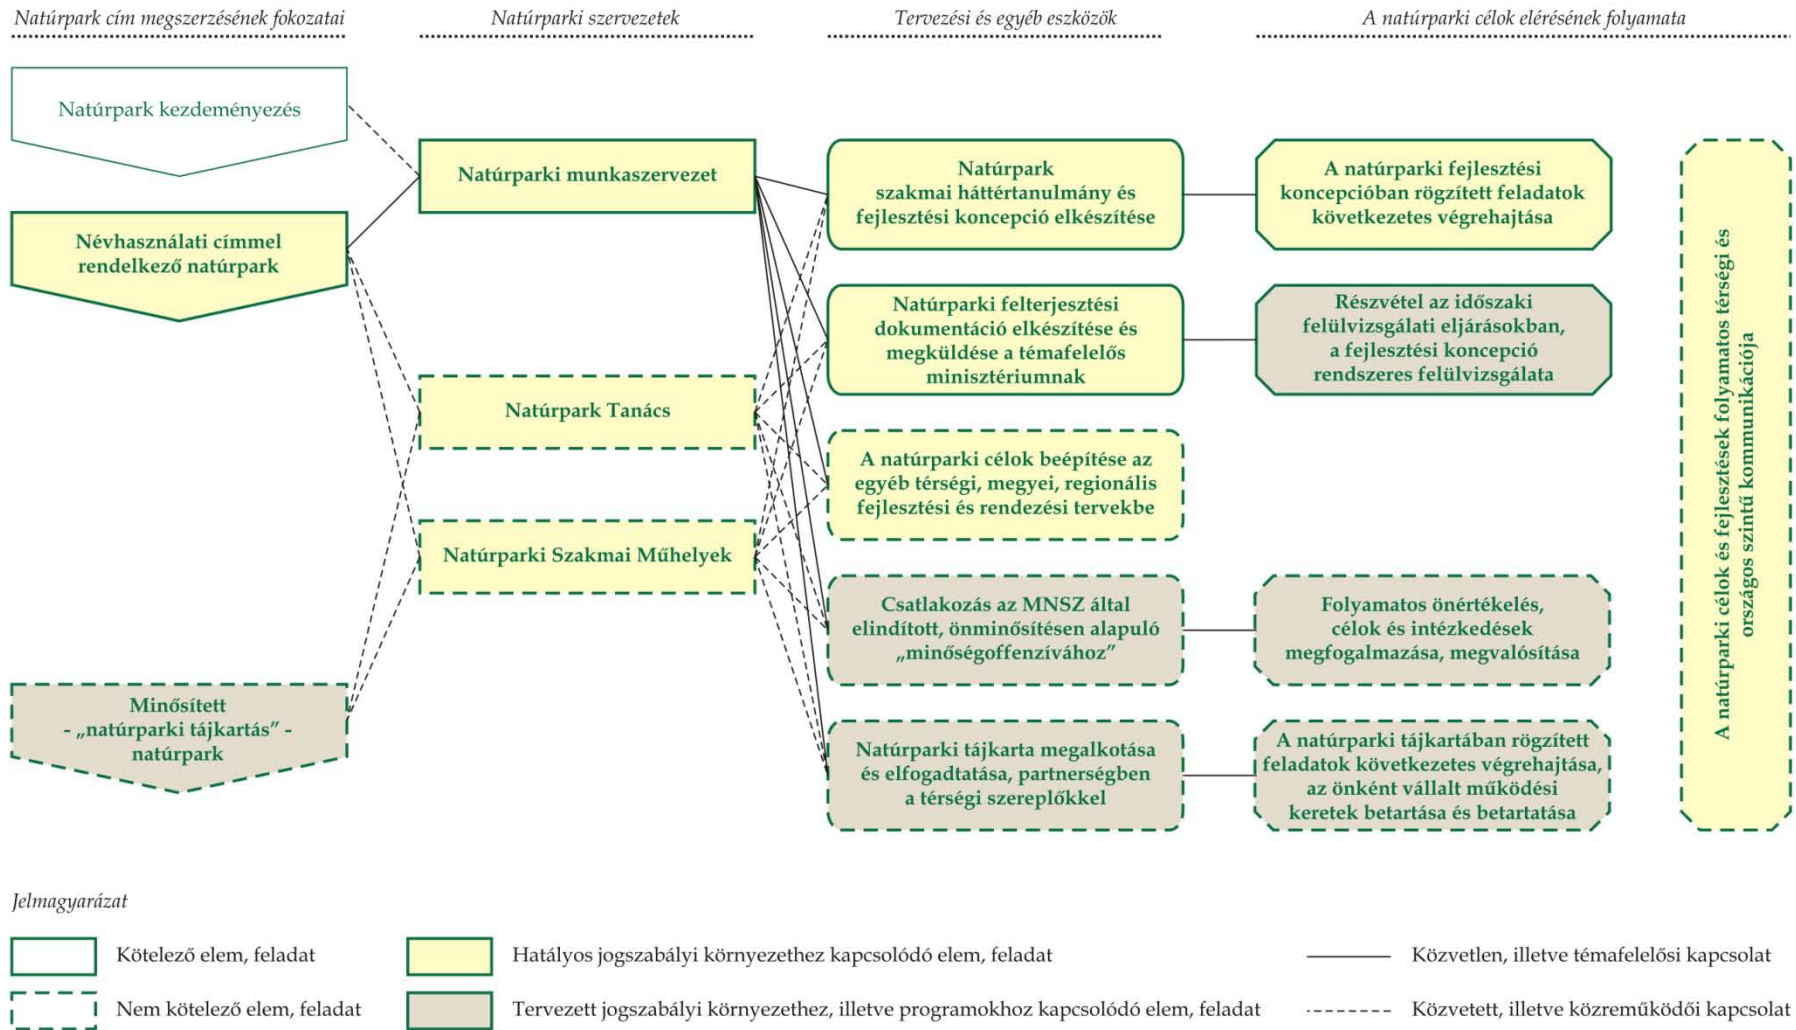 Natúrpark cím megszerzésének fokozatai
Natúrparki szervezetek
Tervezési és egyéb eszközök
A natúrparki célok elérésének folyamata
Natúrpark kezdeményezés
Névhasználati címmel
rendelkező natúrpark
Minősített
- „natúrparki tájkartás” -
natúrpark
Natúrparki munkaszervezet
Natúrpark Tanács
Natúrparki Szakmai Műhelyek
Natúrpark
szakmai háttértanulmány és
fejlesztési koncepció elkészítése
Natúrparki felterjesztési
dokumentáció elkészítése és
megküldése a témafelelős
minisztériumnak
A natúrparki célok beépítése az
egyéb térségi, megyei, regionális
fejlesztési és rendezési tervekbe
Csatlakozás az MNSZ által
elindított, önminősítésen alapuló
„minőségoffenzívához”
Natúrparki tájkarta megalkotása
és elfogadtatása, partnerségben
a térségi szereplőkkel
A natúrparki fejlesztési
koncepcióban rögzített feladatok
következetes végrehajtása
Részvétel az időszaki
felülvizsgálati eljárásokban,
a fejlesztési koncepció
rendszeres felülvizsgálata
Folyamatos önértékelés,
célok és intézkedések
megfogalmazása, megvalósítása
A natúrparki tájkartában rögzített
feladatok következetes végrehajtása,
az önként vállalt működési
keretek betartása és betartatása
A natúrparki célok és fejlesztések folyamatos térségi és
országos szintű kommunikációja
Jelmagyarázat
Kötelező elem, feladat
Hatályos jogszabályi környezethez kapcsolódó elem, feladat
Közvetlen, illetve témafelelősi kapcsolat
Nem kötelező elem, feladat
Tervezett jogszabályi környezethez, illetve programokhoz kapcsolódó elem, feladat
Közvetett, illetve közreműködői kapcsolat